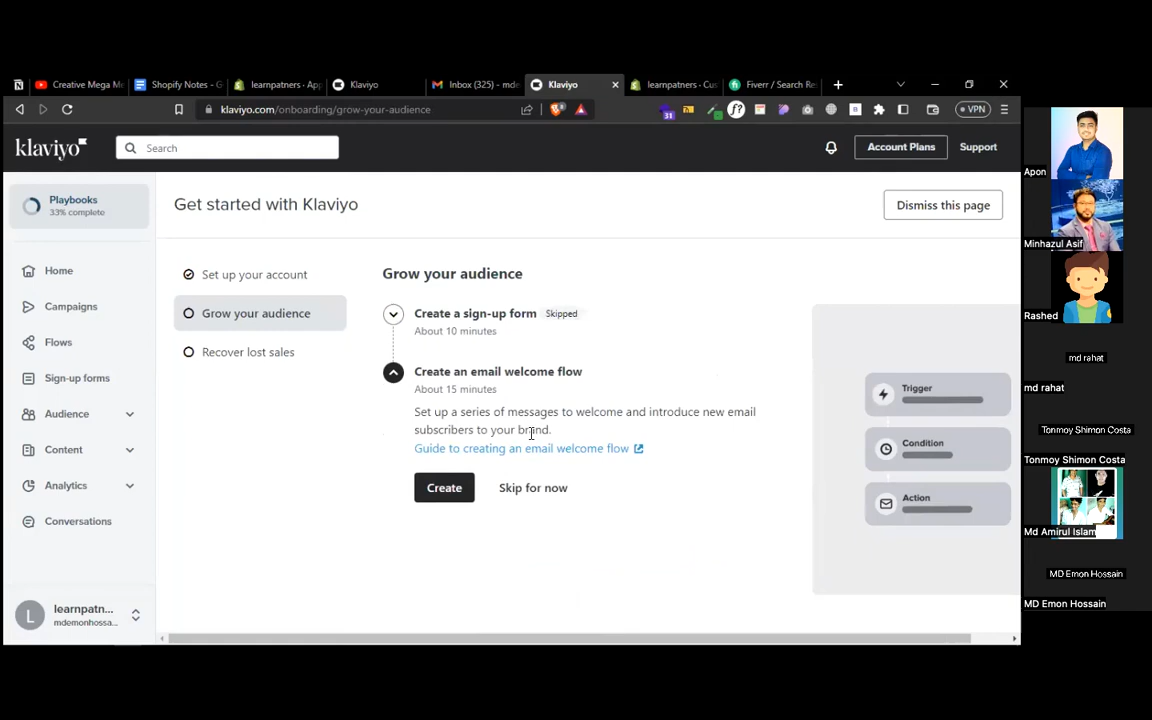 Creative Mega Me
Shopify Notes - G
learnpatners · App
Klaviyo
Inbox (325) - mde
Klaviyo
learnpatners · Cus
Fiverr / Search Re
klaviyo.com/onboarding/grow-your-audience
31
f?
VPN
klaviyo
Search
Account Plans
Support
Playbooks
33% complete
Home
Campaigns
Flows
Sign-up forms
Audience
Content
Analytics
Conversations
L
learnpatn...
mdemonhossa...
Get started with Klaviyo
Dismiss this page
Set up your account
Grow your audience
Recover lost sales
Grow your audience
Create a sign-up form Skipped
About 10 minutes
Create an email welcome flow
About 15 minutes
Set up a series of messages to welcome and introduce new email
subscribers to your brand.
Guide to creating an email welcome flow
Create
Skip for now
Trigger
Condition
Action
Apon
Minhazul Asif
Rashed
md rahat
md rahat
Tonmoy Shimon Costa
Tonmoy Shimon Costa
Md Amirul Islam
MD Emon Hossain
MD Emon Hossain